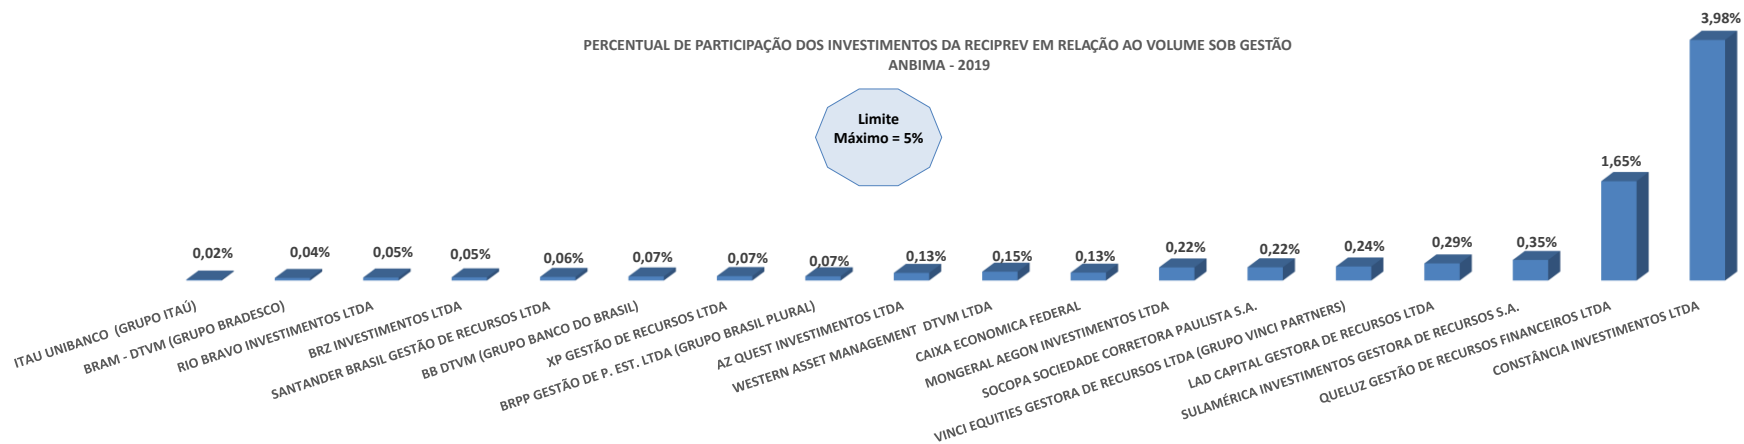 3,98%
PERCENTUAL DE PARTICIPAÇÃO DOS INVESTIMENTOS DA RECIPREV EM RELAÇÃO AO VOLUME SOB GESTÃO
ANBIMA - 2019
Limite
Máximo = 5%
1,65%
0,02%
0,04%
0,05%
0,05%
0,06%
0,07%
0,07%
0,07%
0,13%
0,15%
0,13%
0,22%
0,22%
0,24%
0,29%
0,35%
ITAU UNIBANCO (GRUPO ITAÚ)
BRAM - DTVM (GRUPO BRADESCO)
RIO BRAVO INVESTIMENTOS LTDA
BRZ INVESTIMENTOS LTDA
SANTANDER BRASIL GESTÃO DE RECURSOS LTDA
BB DTVM (GRUPO BANCO DO BRASIL)
XP GESTÃO DE RECURSOS LTDA
BRPP GESTÃO DE P. EST. LTDA (GRUPO BRASIL PLURAL)
AZ QUEST INVESTIMENTOS LTDA
WESTERN ASSET MANAGEMENT DTVM LTDA
CAIXA ECONOMICA FEDERAL
MONGERAL AEGON INVESTIMENTOS LTDA
SOCOPA SOCIEDADE CORRETORA PAULISTA S.A.
VINCI EQUITIES GESTORA DE RECURSOS LTDA (GRUPO VINCI PARTNERS)
LAD CAPITAL GESTORA DE RECURSOS LTDA
SULAMÉRICA INVESTIMENTOS GESTORA DE RECURSOS S.A.
QUELUZ GESTÃO DE RECURSOS FINANCEIROS LTDA
CONSTÂNCIA INVESTIMENTOS LTDA